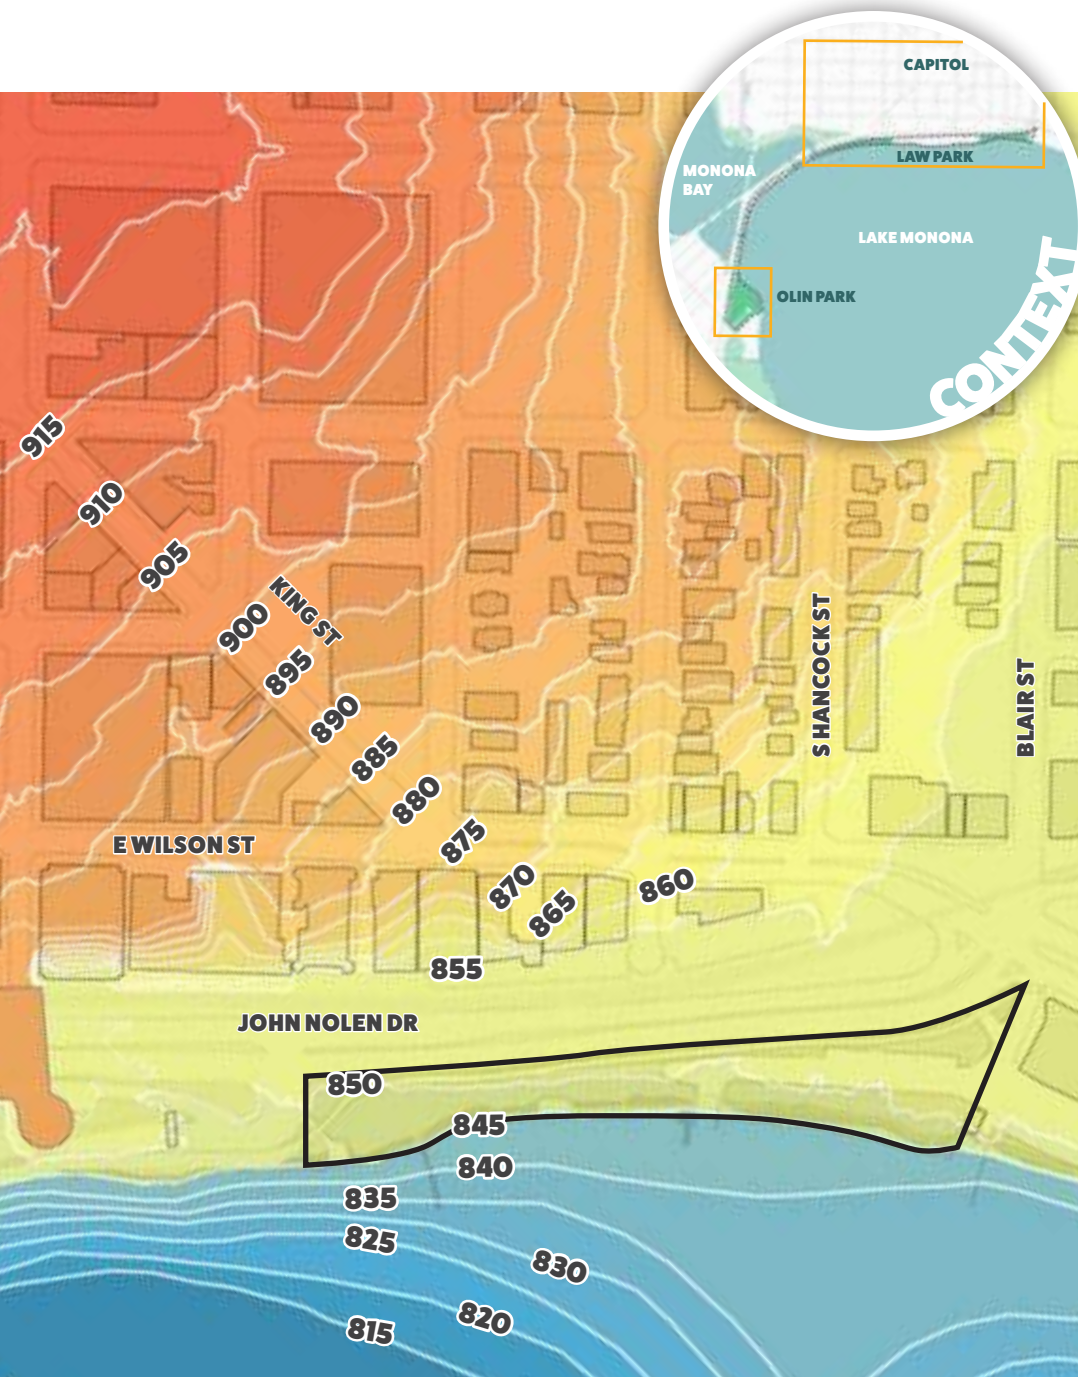 CAPITOL
LAW PARK
MONONA
BAY
LAKE MONONA
OLIN PARK
CONTEXT
915
910
905
KING ST
900
895
890
885
880
875
870
865
860
855
S HANCOCK ST
BLAIR ST
E WILSON ST
JOHN NOLEN DR
850
845
840
835
825
830
820
815